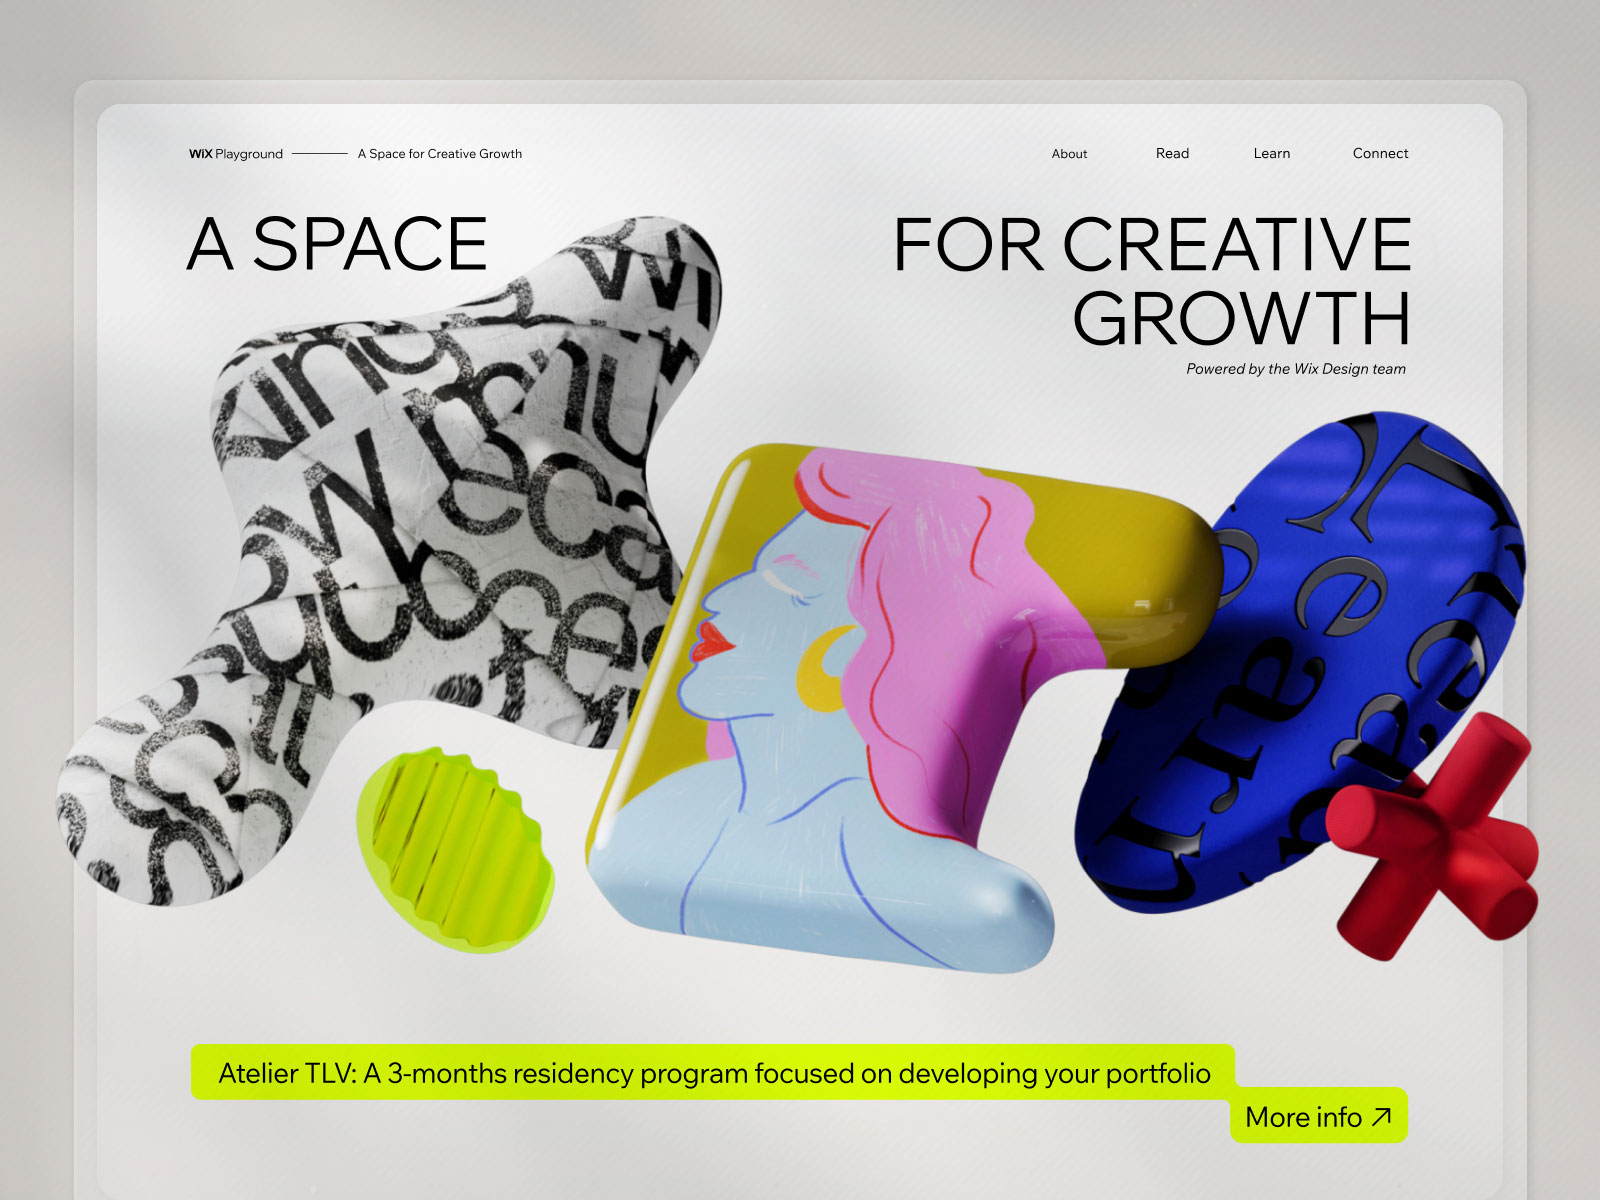 WiX Playground A Space for Creative Growth
About Read Learn Connect
A SPACE
FOR CREATIVE
GROWTH
Powered by the Wix Design team
Atelier TLV: A 3-months residency program focused on developing your portfolio
More info ↗